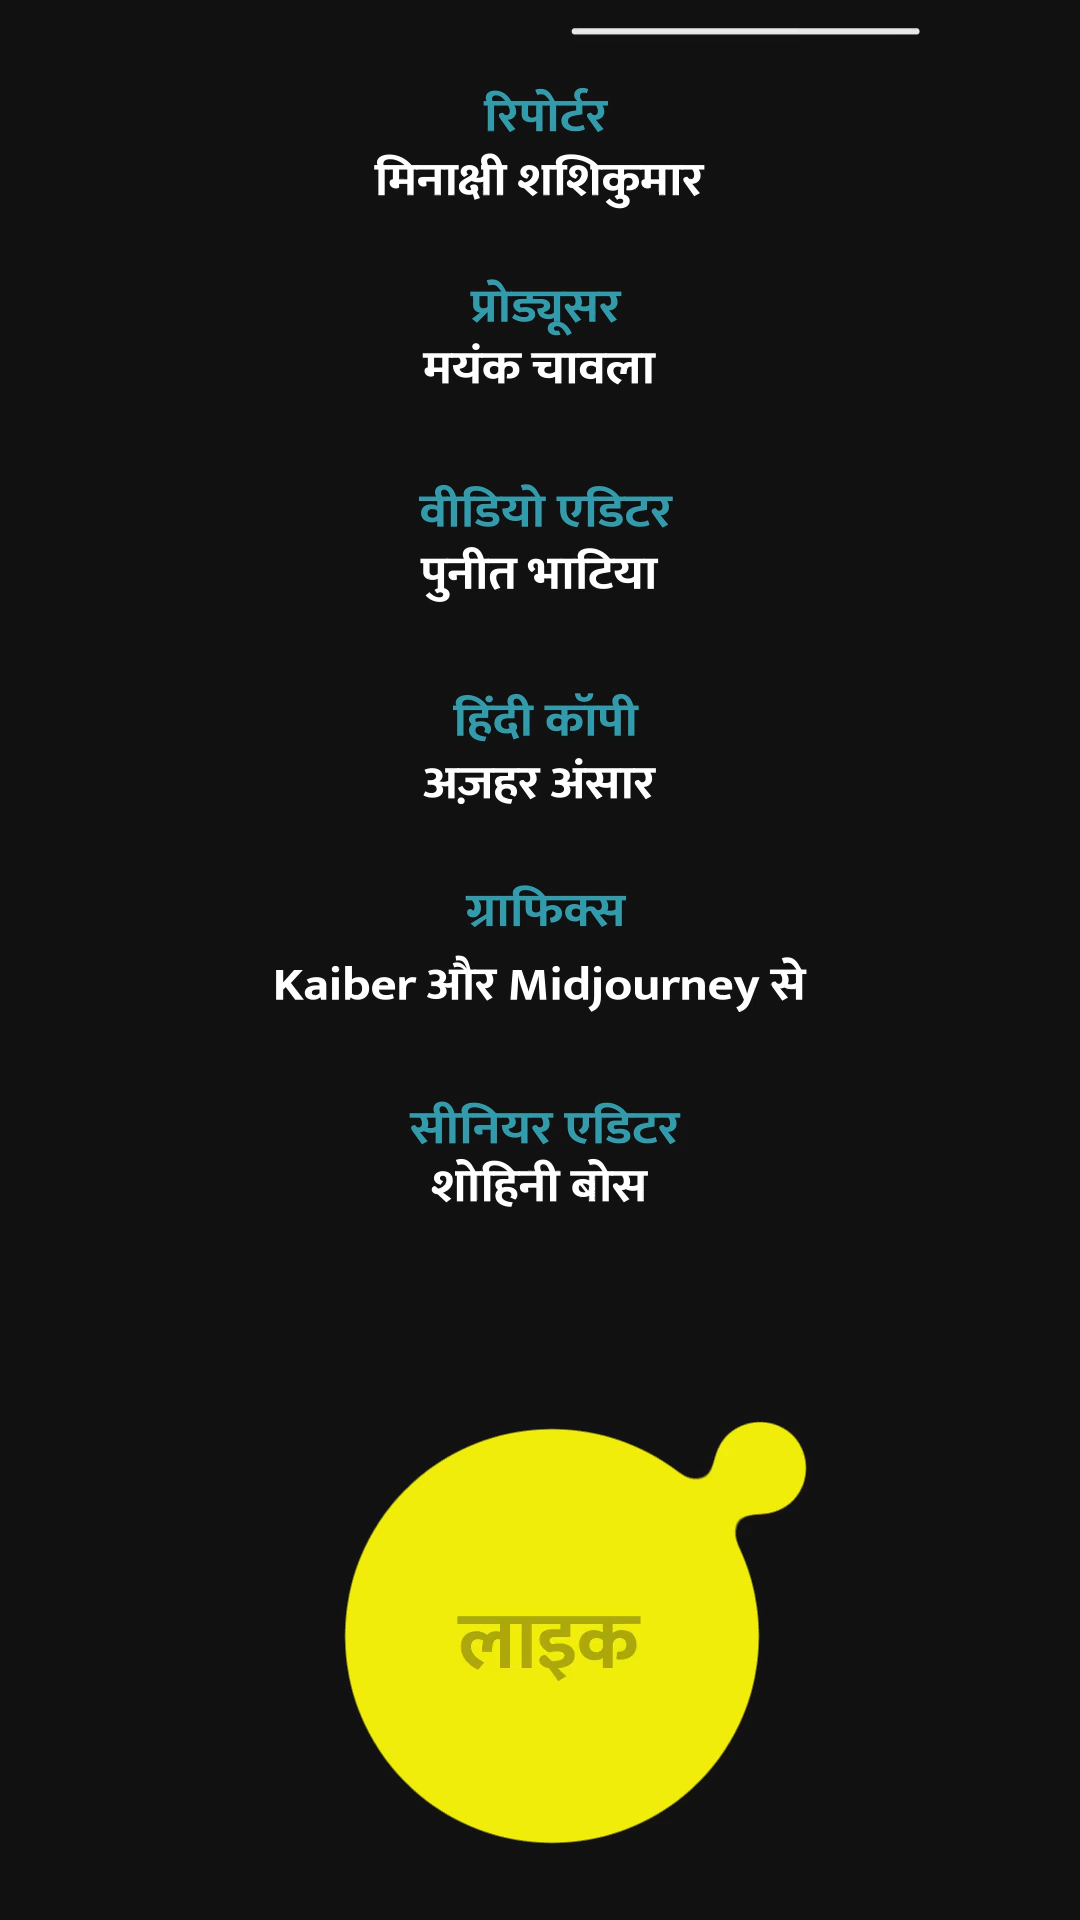 रिपोर्टर
मिनाक्षी शशिकुमार
प्रोड्यूसर
मयंक चावला
वीडियो एडिटर
पुनीत भाटिया
हिंदी कॉपी
अज़हर अंसार
ग्राफिक्स
Kaiber और Midjourney से
सीनियर एडिटर
शोहिनी बोस
लाइक